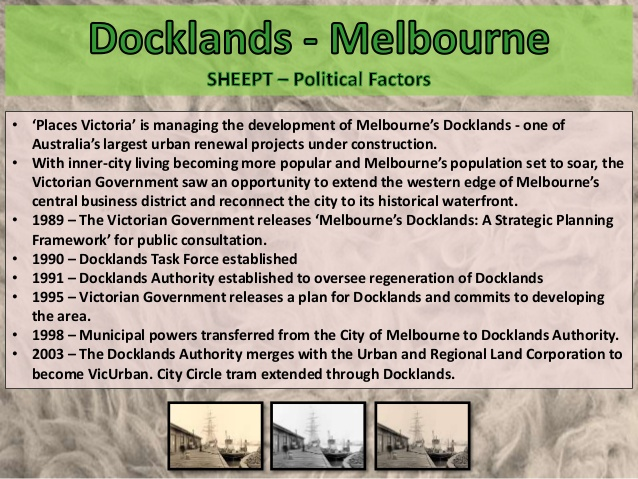 Docklands - Melbourne
SHEEPT – Political Factors
• ‘Places Victoria’ is managing the development of Melbourne’s Docklands - one of
Australia’s largest urban renewal projects under construction.
• With inner-city living becoming more popular and Melbourne’s population set to soar, the
Victorian Government saw an opportunity to extend the western edge of Melbourne’s
central business district and reconnect the city to its historical waterfront.
• 1989 – The Victorian Government releases ‘Melbourne’s Docklands: A Strategic Planning
Framework’ for public consultation.
• 1990 – Docklands Task Force established
• 1991 – Docklands Authority established to oversee regeneration of Docklands
• 1995 – Victorian Government releases a plan for Docklands and commits to developing
the area.
• 1998 – Municipal powers transferred from the City of Melbourne to Docklands Authority.
• 2003 – The Docklands Authority merges with the Urban and Regional Land Corporation to
become VicUrban. City Circle tram extended through Docklands.